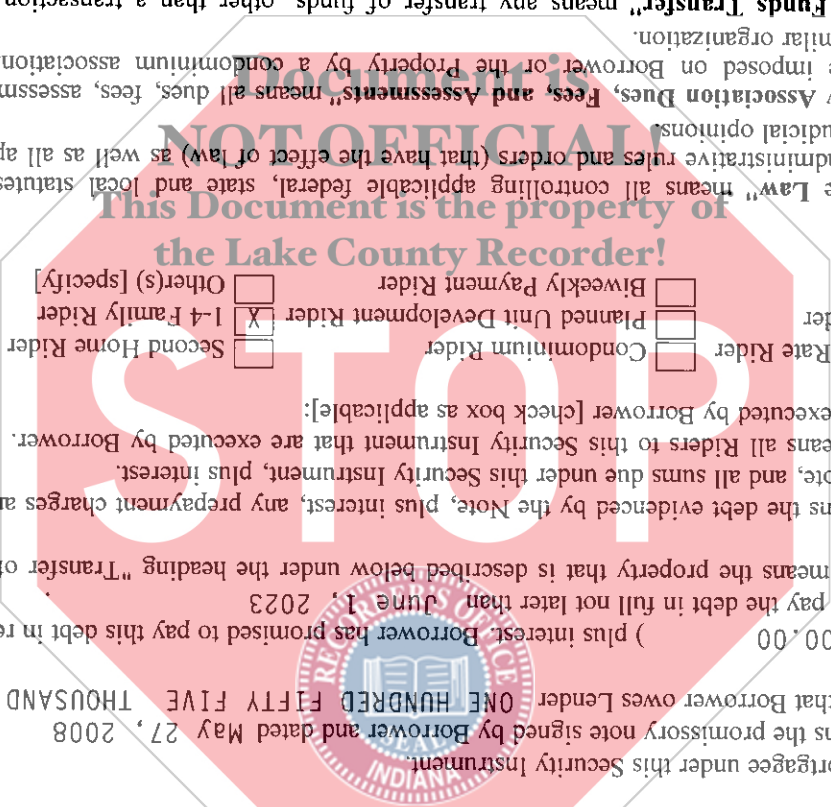 ortgagee under this Security Instrument.
ns the promissory note signed by Borrower and dated May 27, 2008
that Borrower owes Lender ONE HUNDRED FIFTY FIVE THOUSAND
00.00 ) plus interest. Borrower has promised to pay this debt in re
pay the debt in full not later than June 1, 2023 .
means the property that is described below under the heading "Transfer of
ns the debt evidenced by the Note, plus interest, any prepayment charges an
ote, and all sums due under this Security Instrument, plus interest.
eans all Riders to this Security Instrument that are executed by Borrower.
executed by Borrower [check box as applicable]:
Rate Rider Condominium Rider Second Home Rider
der Planned Unit Development Rider X 1-4 Family Rider
Biweekly Payment Rider Other(s) [specify]
e Law" means all controlling applicable federal, state and local statutes
dministrative rules and orders (that have the effect of law) as well as all ap
udicial opinions.
y Association Dues, Fees, and Assessments" means all dues, fees, assessm
e imposed on Borrower or the Property by a condominium association,
milar organization.
Funds Transfer" means any transfer of funds, other than a transaction
Document is
NOT OFFICIAL!
This Document is the property of
the Lake County Recorder!
STOP
RECORDER'S OFFICE
SEAL
INDIANA